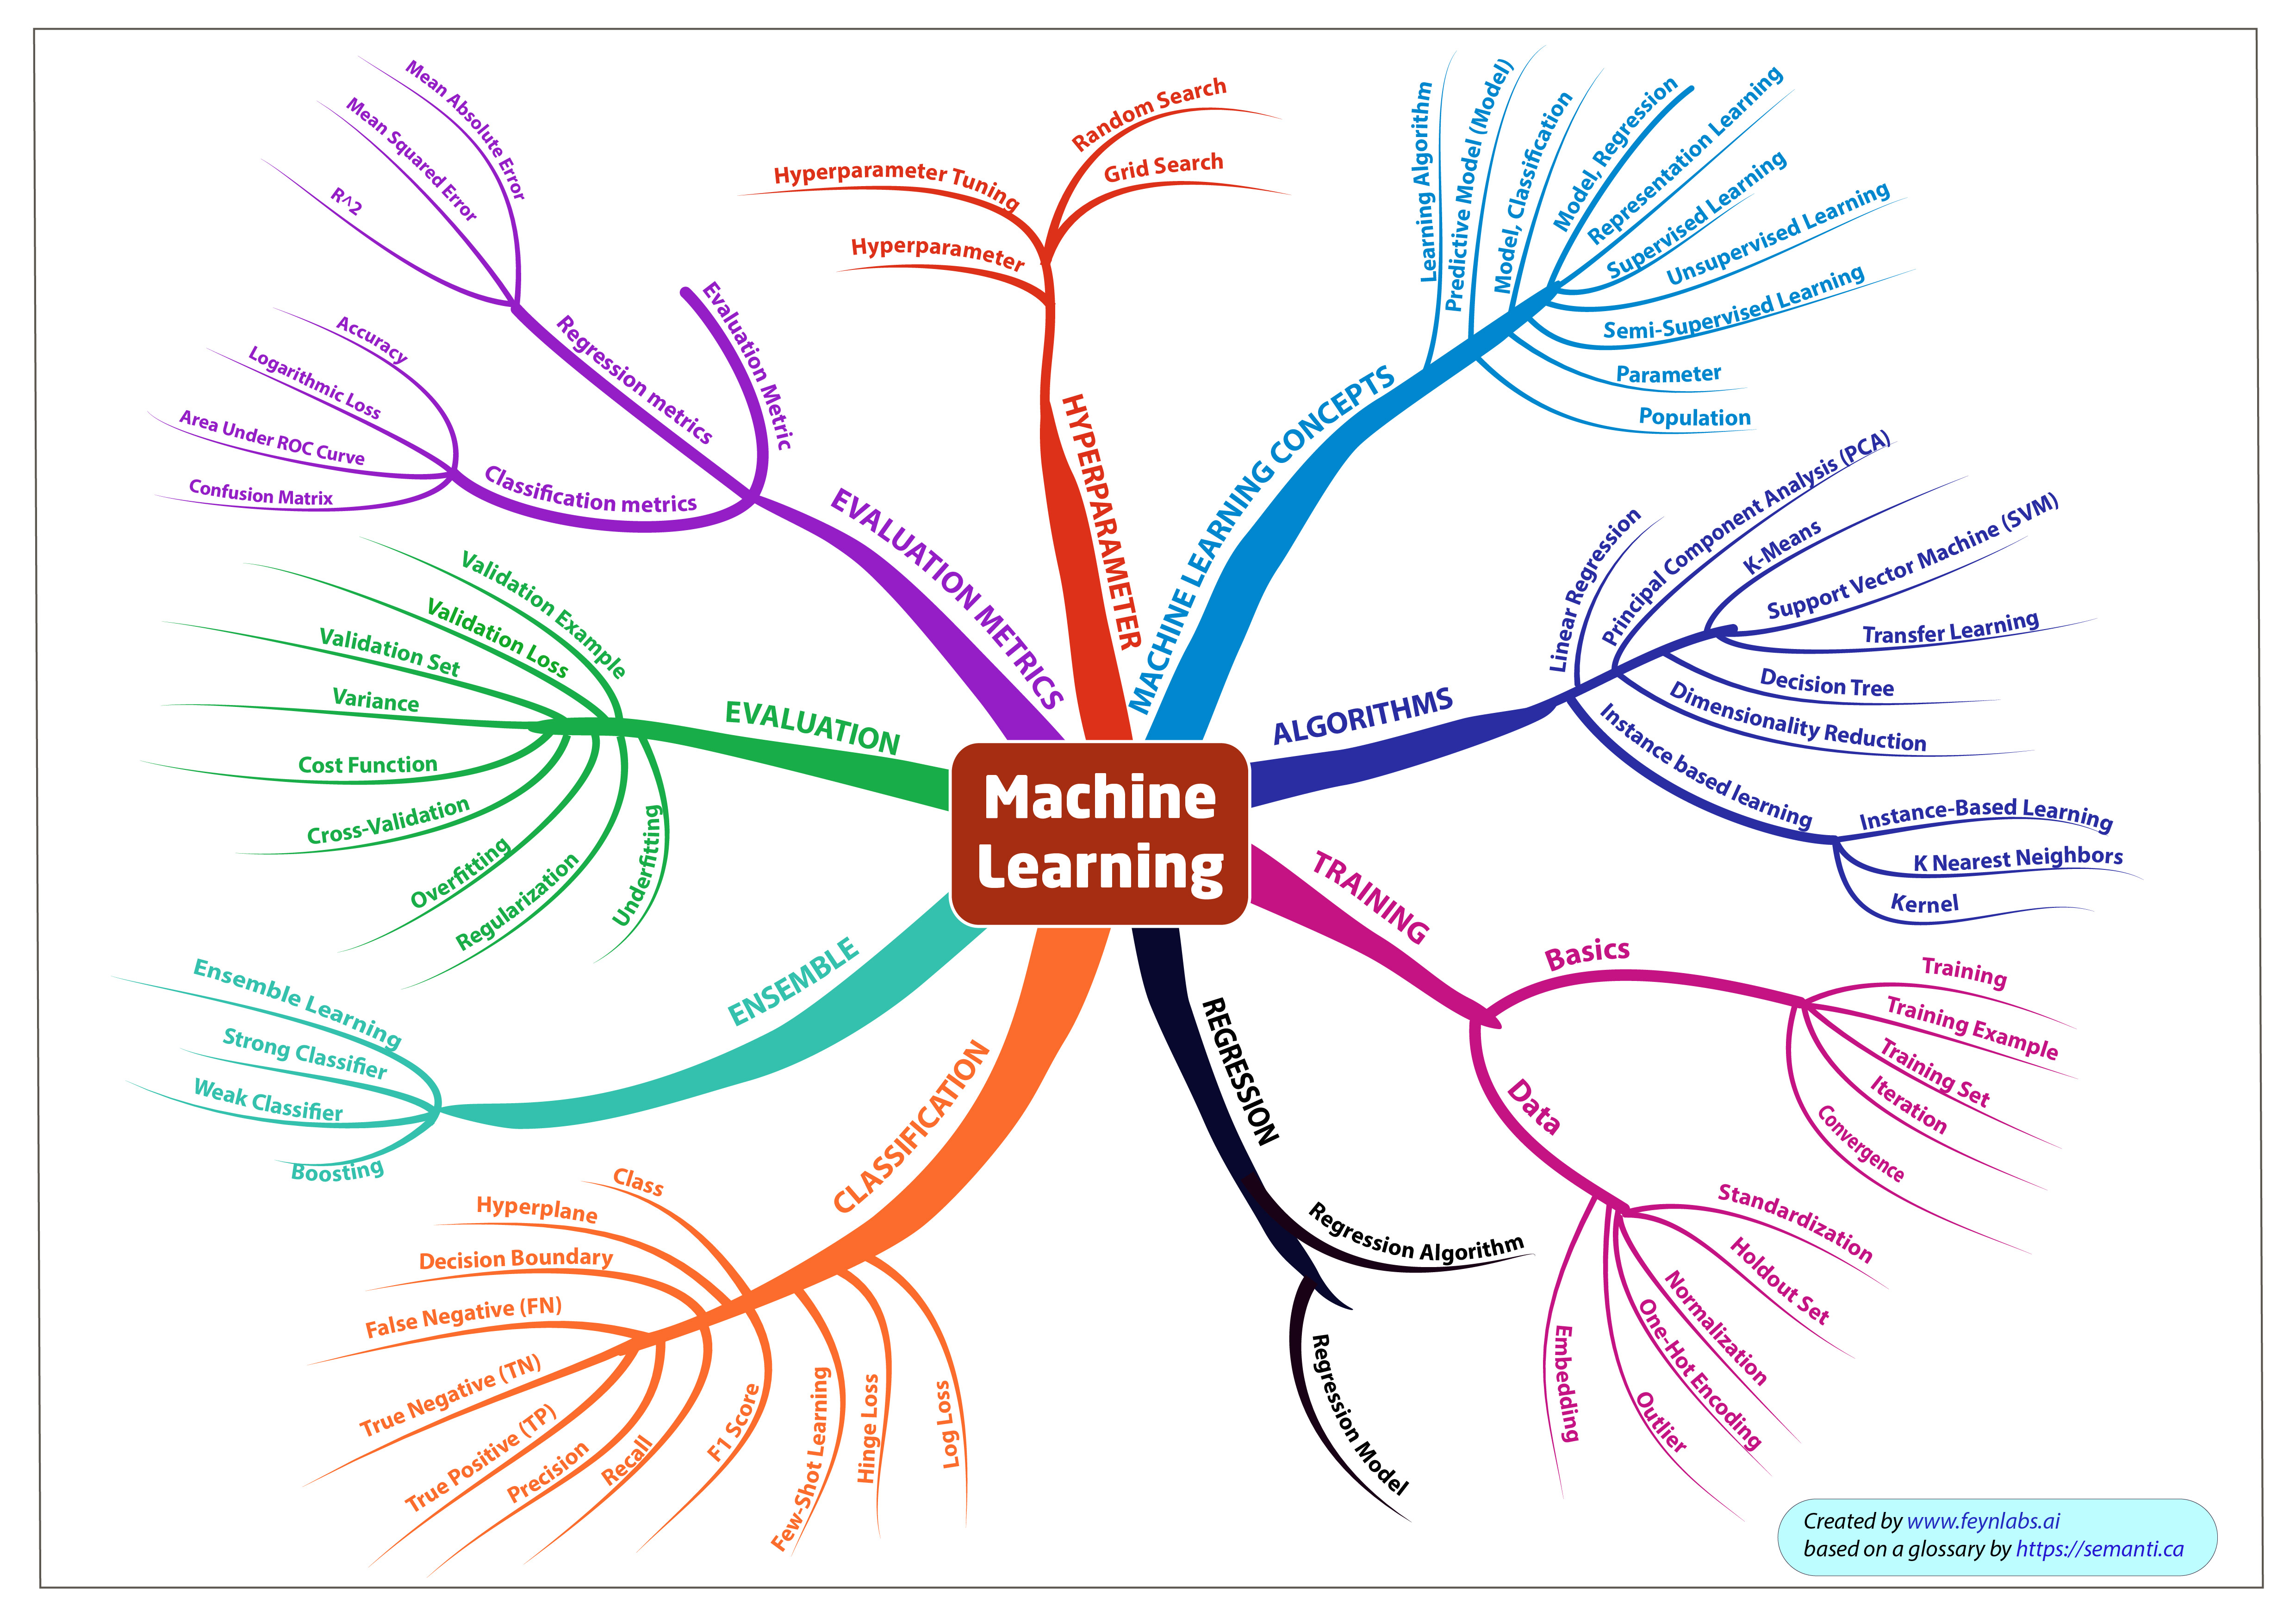 Machine
Learning
MACHINE LEARNING CONCEPTS
Learning Algorithm
Predictive Model (Model)
Model, Classification
Model, Regression
Representation Learning
Supervised Learning
Unsupervised Learning
Semi-Supervised Learning
Parameter
Population
ALGORITHMS
Linear Regression
Principal Component Analysis (PCA)
K-Means
Support Vector Machine (SVM)
Transfer Learning
Decision Tree
Dimensionality Reduction
Instance based learning
Instance-Based Learning
K Nearest Neighbors
Kernel
TRAINING
Basics
Training
Training Example
Training Set
Iteration
Convergence
Data
Standardization
Holdout Set
Normalization
One-Hot Encoding
Outlier
Embedding
REGRESSION
Regression Algorithm
Regression Model
CLASSIFICATION
Class
Hyperplane
Decision Boundary
False Negative (FN)
True Negative (TN)
True Positive (TP)
Precision
Recall
F1 Score
Few-Shot Learning
Hinge Loss
Log Loss
ENSEMBLE
Ensemble Learning
Strong Classifier
Weak Classifier
Boosting
EVALUATION
Validation Example
Validation Loss
Validation Set
Variance
Cost Function
Cross-Validation
Overfitting
Regularization
Underfitting
EVALUATION METRICS
Evaluation Metric
Regression metrics
Mean Absolute Error
Mean Squared Error
R^2
Classification metrics
Accuracy
Logarithmic Loss
Area Under ROC Curve
Confusion Matrix
HYPERPARAMETER
Hyperparameter Tuning
Random Search
Grid Search
Hyperparameter
Created by www.feynlabs.ai
based on a glossary by https://semanti.ca